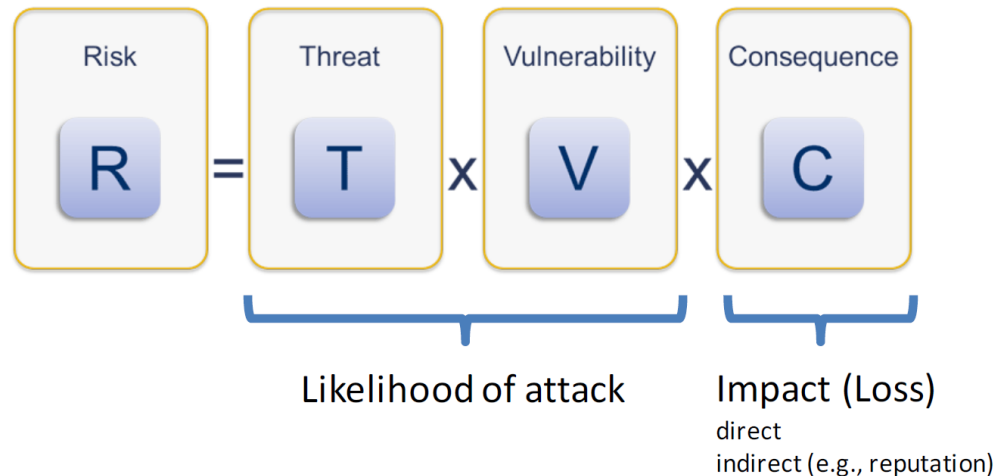 Risk
Threat
Vulnerability
Consequence
R = T x V x C
Likelihood of attack
Impact (Loss)
direct
indirect (e.g., reputation)